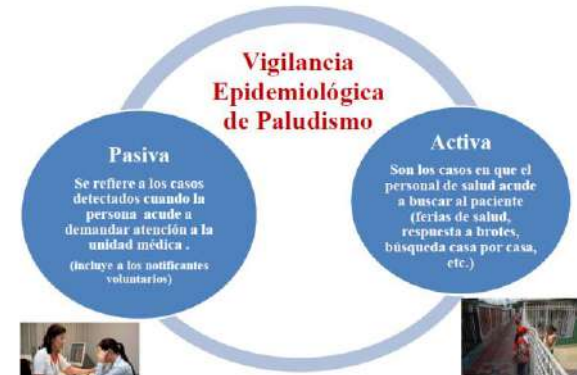 Vigilancia
Epidemiológica
de Paludismo
Pasiva
Se refiere a los casos
detectados cuando la
persona acude a
demandar atención a la
unidad médica .
(incluye a los notificantes
voluntarios)
Activa
Son los casos en que el
personal de salud acude
a buscar al paciente
(ferias de salud,
respuesta a brotes,
búsqueda casa por casa,
etc.)